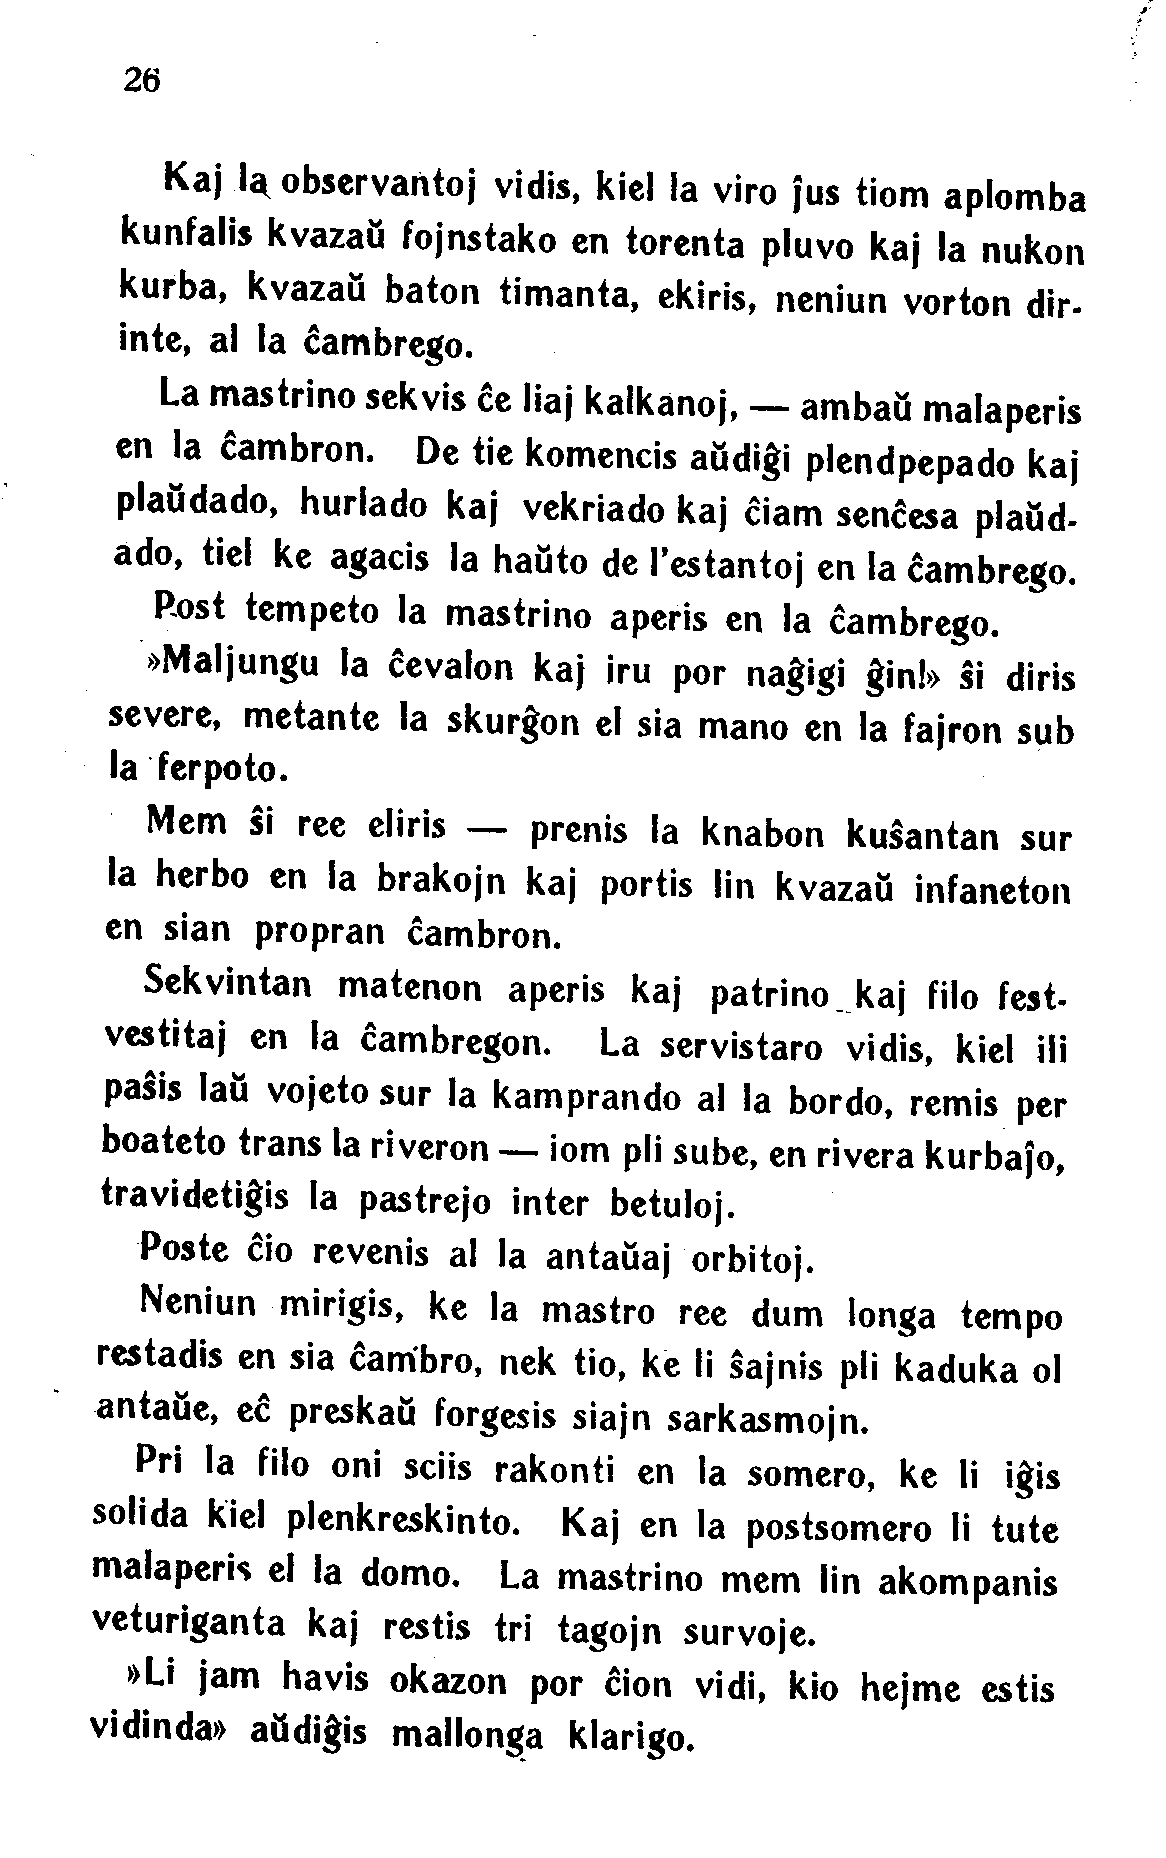 26
Kaj la observantoj vidis, kiel la viro ĵus tiom aplomba
kunfalis kvazaŭ fojnstako en torenta pluvo kaj la nukon
kurba, kvazaŭ baton timanta, ekiris, neniun vorton dir-
inte, al la ĉambrego.
La mastrino sekvis ĉe liaj kalkanoj, — ambaŭ malaperis
en la ĉambron. De tie komencis aŭdiĝi plendpepado kaj
plaŭdado, hurlado kaj vekriado kaj ĉiam senĉesa plaŭd-
ado, tiel ke agacis la haŭto de l'estantoj en la ĉambrego.
Post tempeto la mastrino aperis en la ĉambrego.
»Maljungu la ĉevalon kaj iru por naĝigi ĝin!» ŝi diris
severe, metante la skurĝon el sia mano en la fajron sub
la ferpoto.
Mem ŝi ree eliris — prenis la knabon kuŝantan sur
la herbo en la brakojn kaj portis lin kvazaŭ infaneton
en sian propran ĉambron.
Sekvintan matenon aperis kaj patrino kaj filo fest-
vestitaj en la ĉambregon. La servistaro vidis, kiel ili
paŝis laŭ vojeto sur la kamprando al la bordo, remis per
boateto trans la riveron — iom pli sube, en rivera kurbaĵo,
travidetiĝis la pastrejo inter betuloj.
Poste ĉio revenis al la antaŭaj orbitoj.
Neniun mirigis, ke la mastro ree dum longa tempo
restadis en sia ĉambro, nek tio, ke li ŝajnis pli kaduka ol
antaŭe, eĉ preskaŭ forgesis siajn sarkasmojn.
Pri la filo oni sciis rakonti en la somero, ke li iĝis
solida kiel plenkreskinto. Kaj en la postsomero li tute
malaperis el la domo. La mastrino mem lin akompanis
veturiganta kaj restis tri tagojn survoje.
»Li jam havis okazon por ĉion vidi, kio hejme estis
vidinda» aŭdiĝis mallonga klarigo.